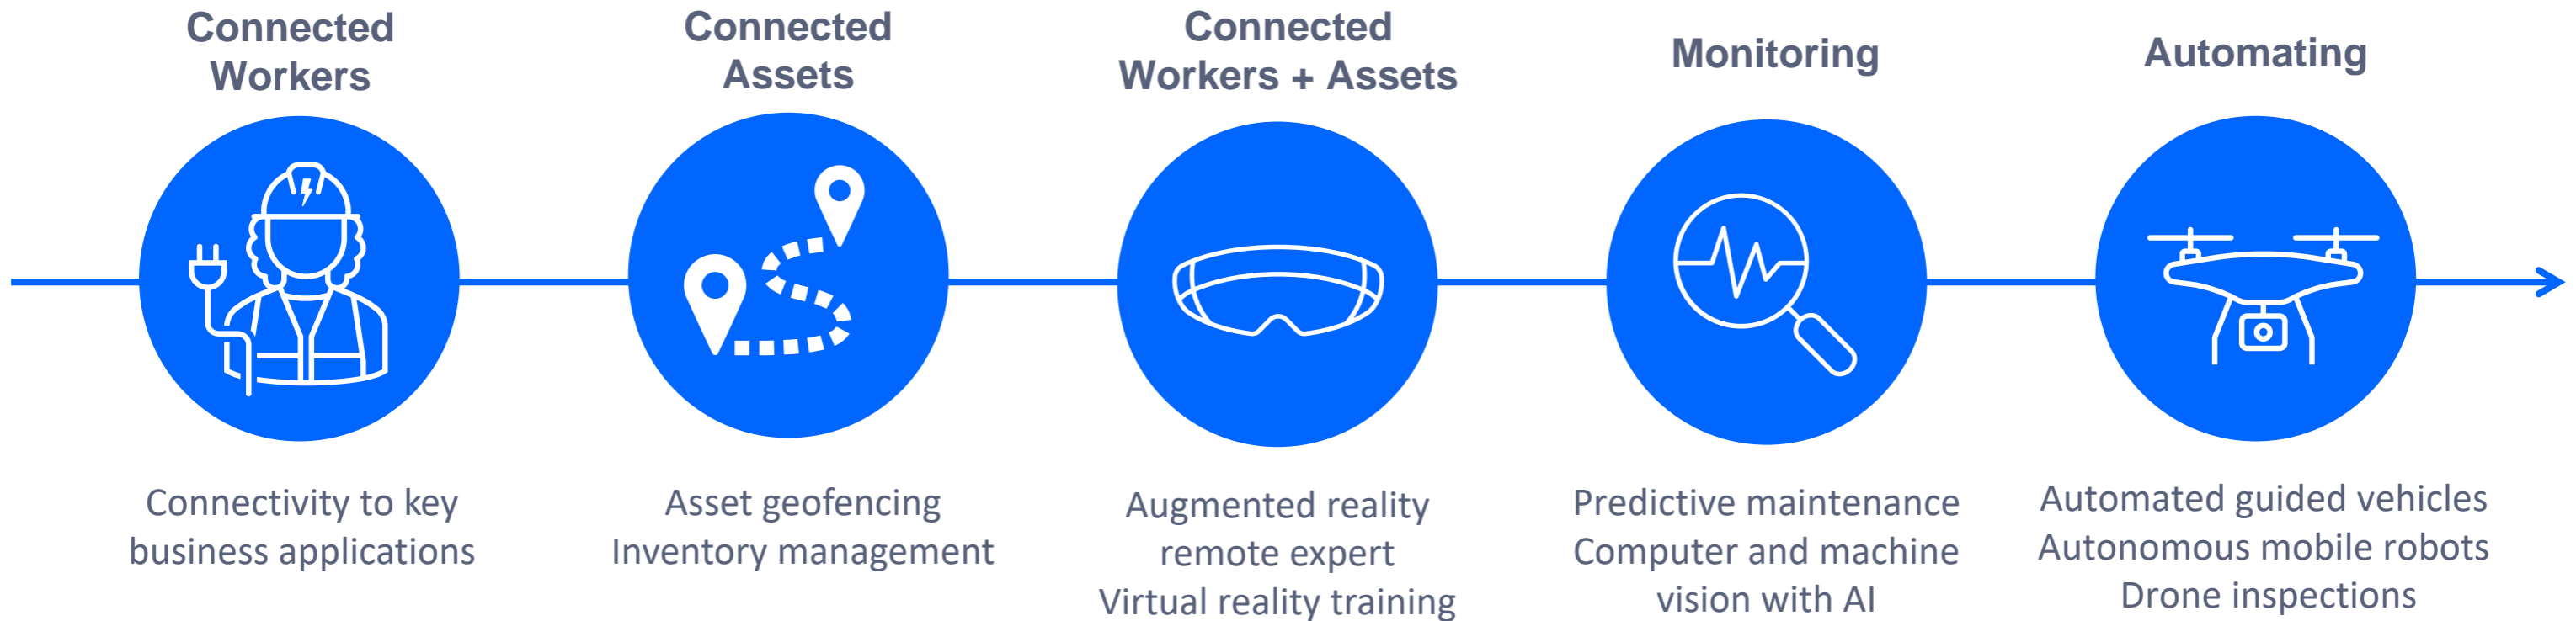 Connected
Workers
Connected
Assets
Connected
Workers + Assets
Monitoring
Automating
Connectivity to key
business applications
Asset geofencing
Inventory management
Augmented reality
remote expert
Virtual reality training
Predictive maintenance
Computer and machine
vision with AI
Automated guided vehicles
Autonomous mobile robots
Drone inspections